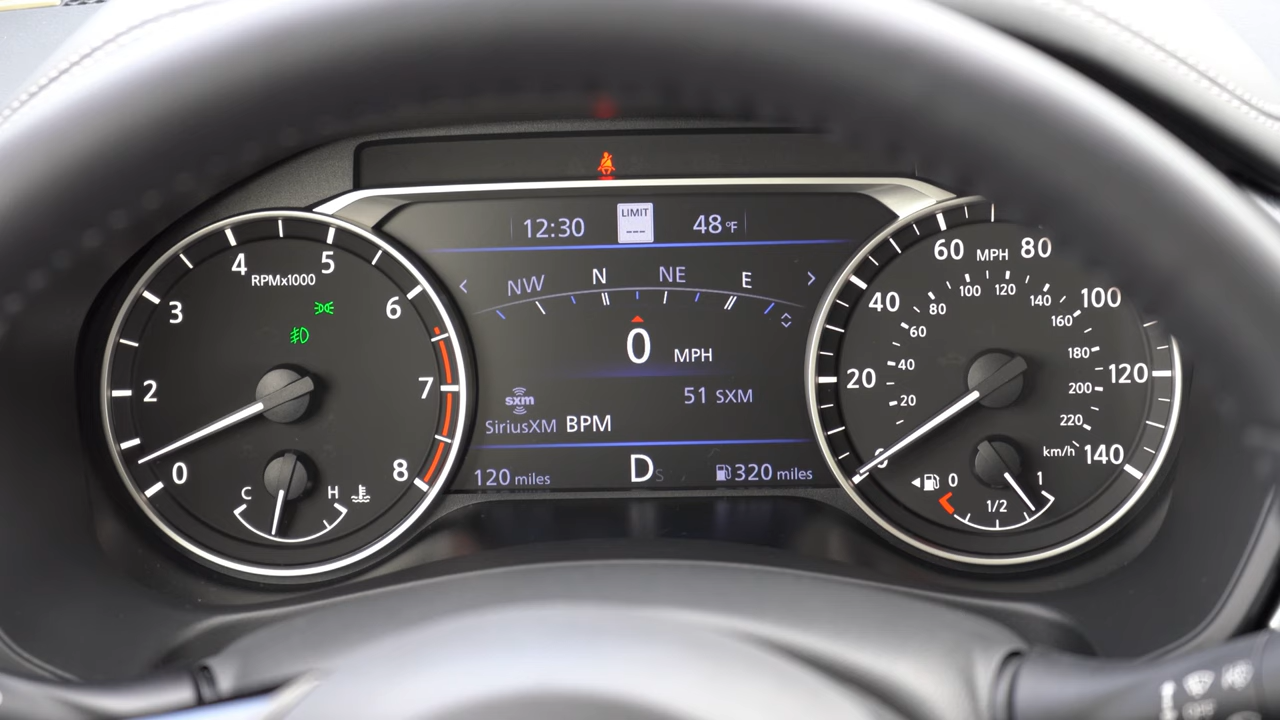 12:30 LIMIT --- 48°F
NW N NE E
0 MPH
sxm 51 SXM
SiriusXM BPM
120 miles D S 320 miles
0 2 3 4 5 6 7 8
RPMx1000
C H
0 20 40 60 80 100 120 140
MPH
20 40 60 80 100 120 140 160 180 200 220
km/h
0 1/2 1